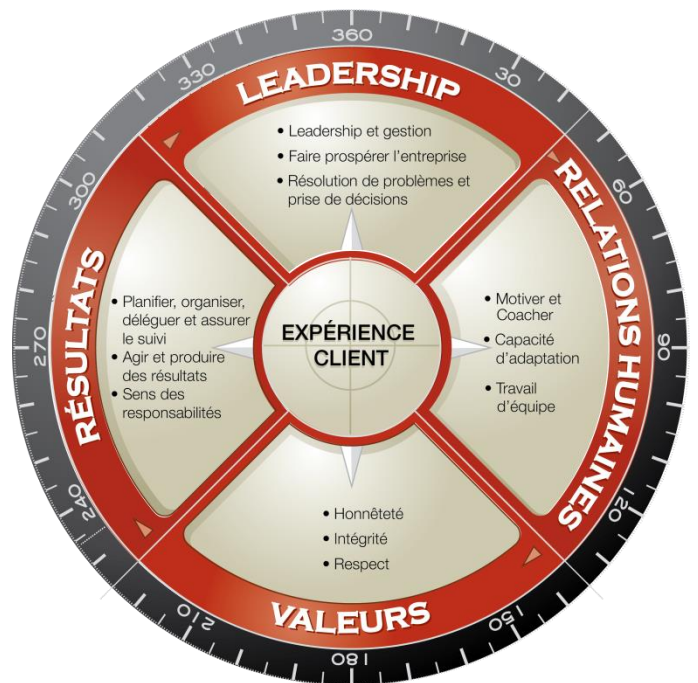 360
30
60
90
120
150
180
210
240
270
300
330
LEADERSHIP
• Leadership et gestion
• Faire prospérer l'entreprise
• Résolution de problèmes et
prise de décisions
RELATIONS HUMAINES
• Motiver et
Coacher
• Capacité
d'adaptation
• Travail
d'équipe
EXPÉRIENCE
CLIENT
RÉSULTATS
• Planifier, organiser,
déléguer et assurer
le suivi
• Agir et produire
des résultats
• Sens des
responsabilités
• Honnêteté
• Intégrité
• Respect
VALEURS